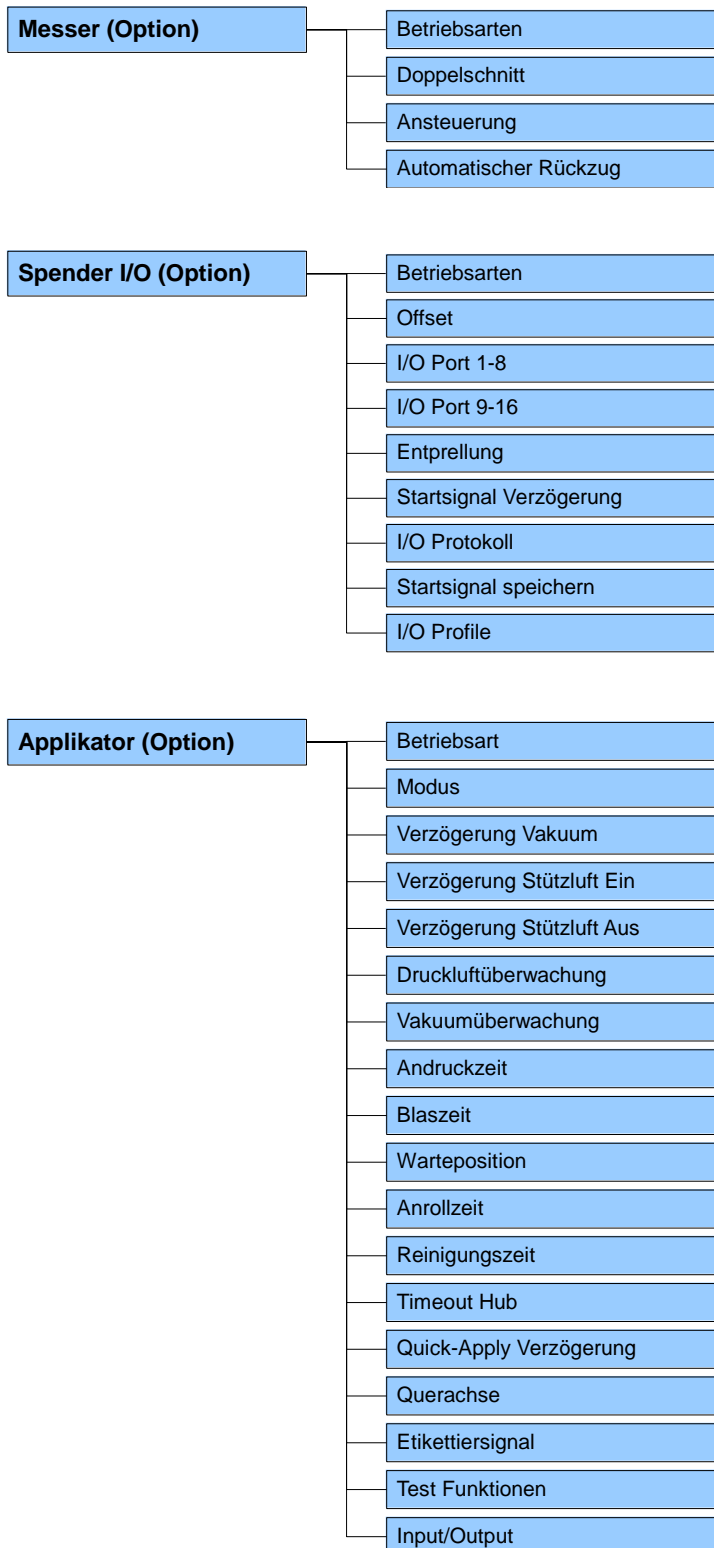 Messer (Option)
Betriebsarten
Doppelschnitt
Ansteuerung
Automatischer Rückzug
Spender I/O (Option)
Betriebsarten
Offset
I/O Port 1-8
I/O Port 9-16
Entprellung
Startsignal Verzögerung
I/O Protokoll
Startsignal speichern
I/O Profile
Applikator (Option)
Betriebsart
Modus
Verzögerung Vakuum
Verzögerung Stützluft Ein
Verzögerung Stützluft Aus
Druckluftüberwachung
Vakuumüberwachung
Andruckzeit
Blaszeit
Warteposition
Anrollzeit
Reinigungszeit
Timeout Hub
Quick-Apply Verzögerung
Querachse
Etikettiersignal
Test Funktionen
Input/Output